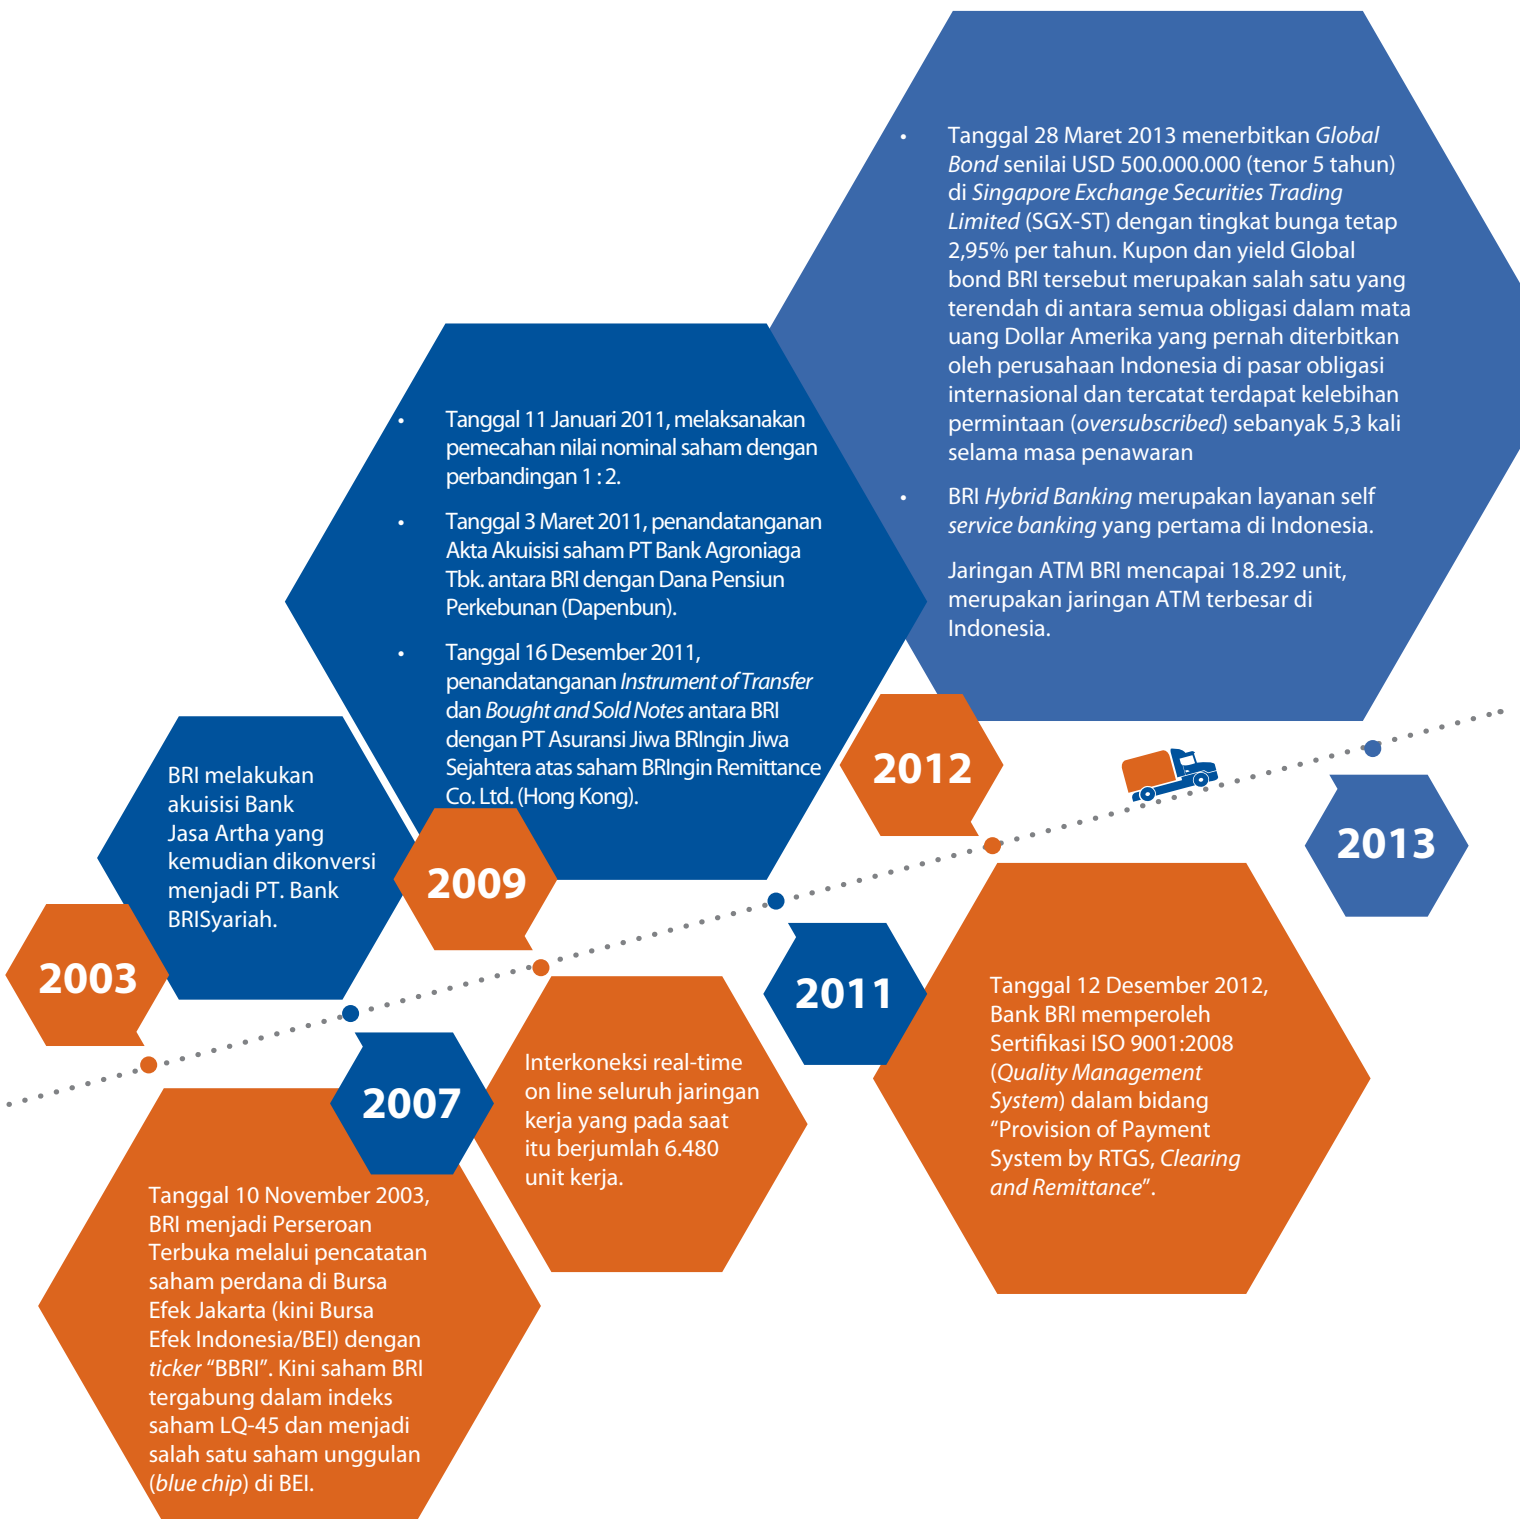 2003
Tanggal 10 November 2003,
BRI menjadi Perseroan
Terbuka melalui pencatatan
saham perdana di Bursa
Efek Jakarta (kini Bursa
Efek Indonesia/BEI) dengan
ticker “BBRI”. Kini saham BRI
tergabung dalam indeks
saham LQ-45 dan menjadi
salah satu saham unggulan
(blue chip) di BEI.
2007
BRI melakukan
akuisisi Bank
Jasa Artha yang
kemudian dikonversi
menjadi PT. Bank
BRISyariah.
2009
Interkoneksi real-time
on line seluruh jaringan
kerja yang pada saat
itu berjumlah 6.480
unit kerja.
2011
• Tanggal 11 Januari 2011, melaksanakan
pemecahan nilai nominal saham dengan
perbandingan 1 : 2.
• Tanggal 3 Maret 2011, penandatanganan
Akta Akuisisi saham PT Bank Agroniaga
Tbk. antara BRI dengan Dana Pensiun
Perkebunan (Dapenbun).
• Tanggal 16 Desember 2011,
penandatanganan Instrument of Transfer
dan Bought and Sold Notes antara BRI
dengan PT Asuransi Jiwa BRIngin Jiwa
Sejahtera atas saham BRIngin Remittance
Co. Ltd. (Hong Kong).
2012
Tanggal 12 Desember 2012,
Bank BRI memperoleh
Sertifikasi ISO 9001:2008
(Quality Management
System) dalam bidang
“Provision of Payment
System by RTGS, Clearing
and Remittance”.
2013
• Tanggal 28 Maret 2013 menerbitkan Global
Bond senilai USD 500.000.000 (tenor 5 tahun)
di Singapore Exchange Securities Trading
Limited (SGX-ST) dengan tingkat bunga tetap
2,95% per tahun. Kupon dan yield Global
bond BRI tersebut merupakan salah satu yang
terendah di antara semua obligasi dalam mata
uang Dollar Amerika yang pernah diterbitkan
oleh perusahaan Indonesia di pasar obligasi
internasional dan tercatat terdapat kelebihan
permintaan (oversubscribed) sebanyak 5,3 kali
selama masa penawaran
• BRI Hybrid Banking merupakan layanan self
service banking yang pertama di Indonesia.
Jaringan ATM BRI mencapai 18.292 unit,
merupakan jaringan ATM terbesar di
Indonesia.